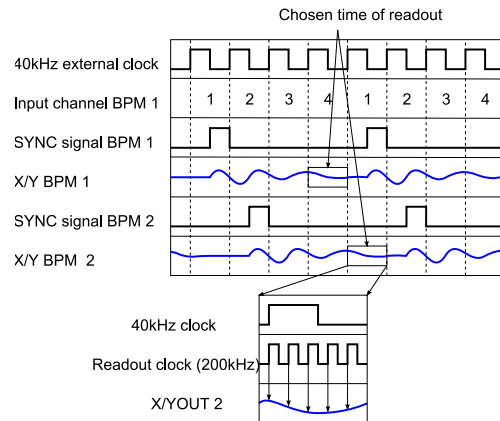 Chosen time of readout
40kHz external clock
Input channel BPM 1
1 2 3 4 1 2 3 4
SYNC signal BPM 1
X/Y BPM 1
SYNC signal BPM 2
X/Y BPM 2
40kHz clock
Readout clock (200kHz)
X/YOUT 2